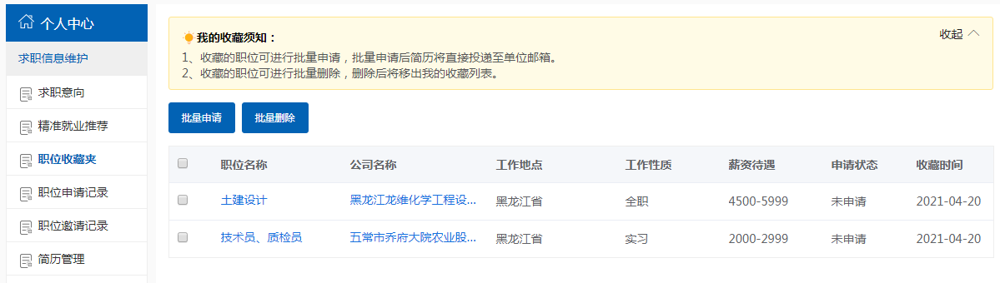 个人中心
求职信息维护
求职意向
精准就业推荐
职位收藏夹
职位申请记录
职位邀请记录
简历管理
我的收藏须知：
收起
1、收藏的职位可进行批量申请，批量申请后简历将直接投递至单位邮箱。
2、收藏的职位可进行批量删除，删除后将移出我的收藏列表。
批量申请 批量删除
职位名称 公司名称 工作地点 工作性质 薪资待遇 申请状态 收藏时间
土建设计 黑龙江龙维化学工程设... 黑龙江省 全职 4500-5999 未申请 2021-04-20
技术员、质检员 五常市乔府大院农业股... 黑龙江省 实习 2000-2999 未申请 2021-04-20